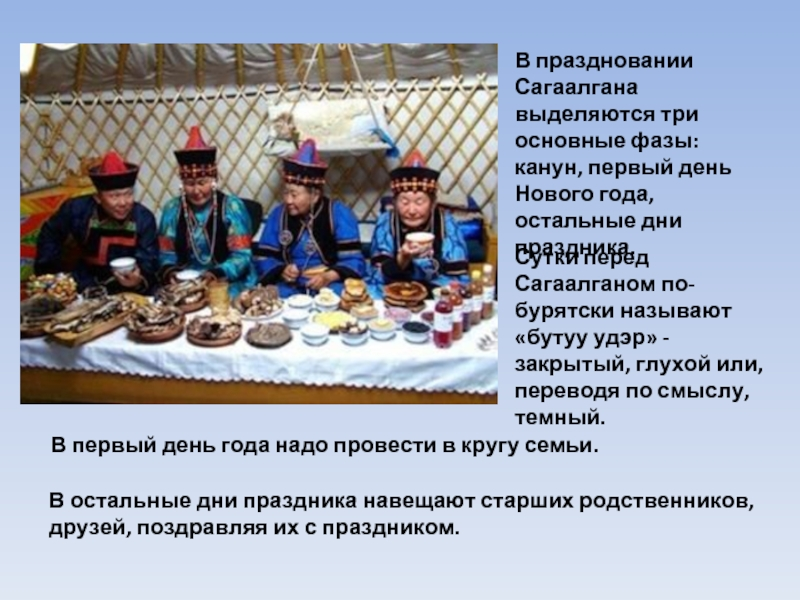 В праздновании
Сагаалгана
выделяются три
основные фазы:
канун, первый день
Нового года,
остальные дни
праздника.
Сутки перед
Сагаалганом по-
бурятски называют
«бутуу удэр» -
закрытый, глухой или,
переводя по смыслу,
темный.
В первый день года надо провести в кругу семьи.
В остальные дни праздника навещают старших родственников,
друзей, поздравляя их с праздником.